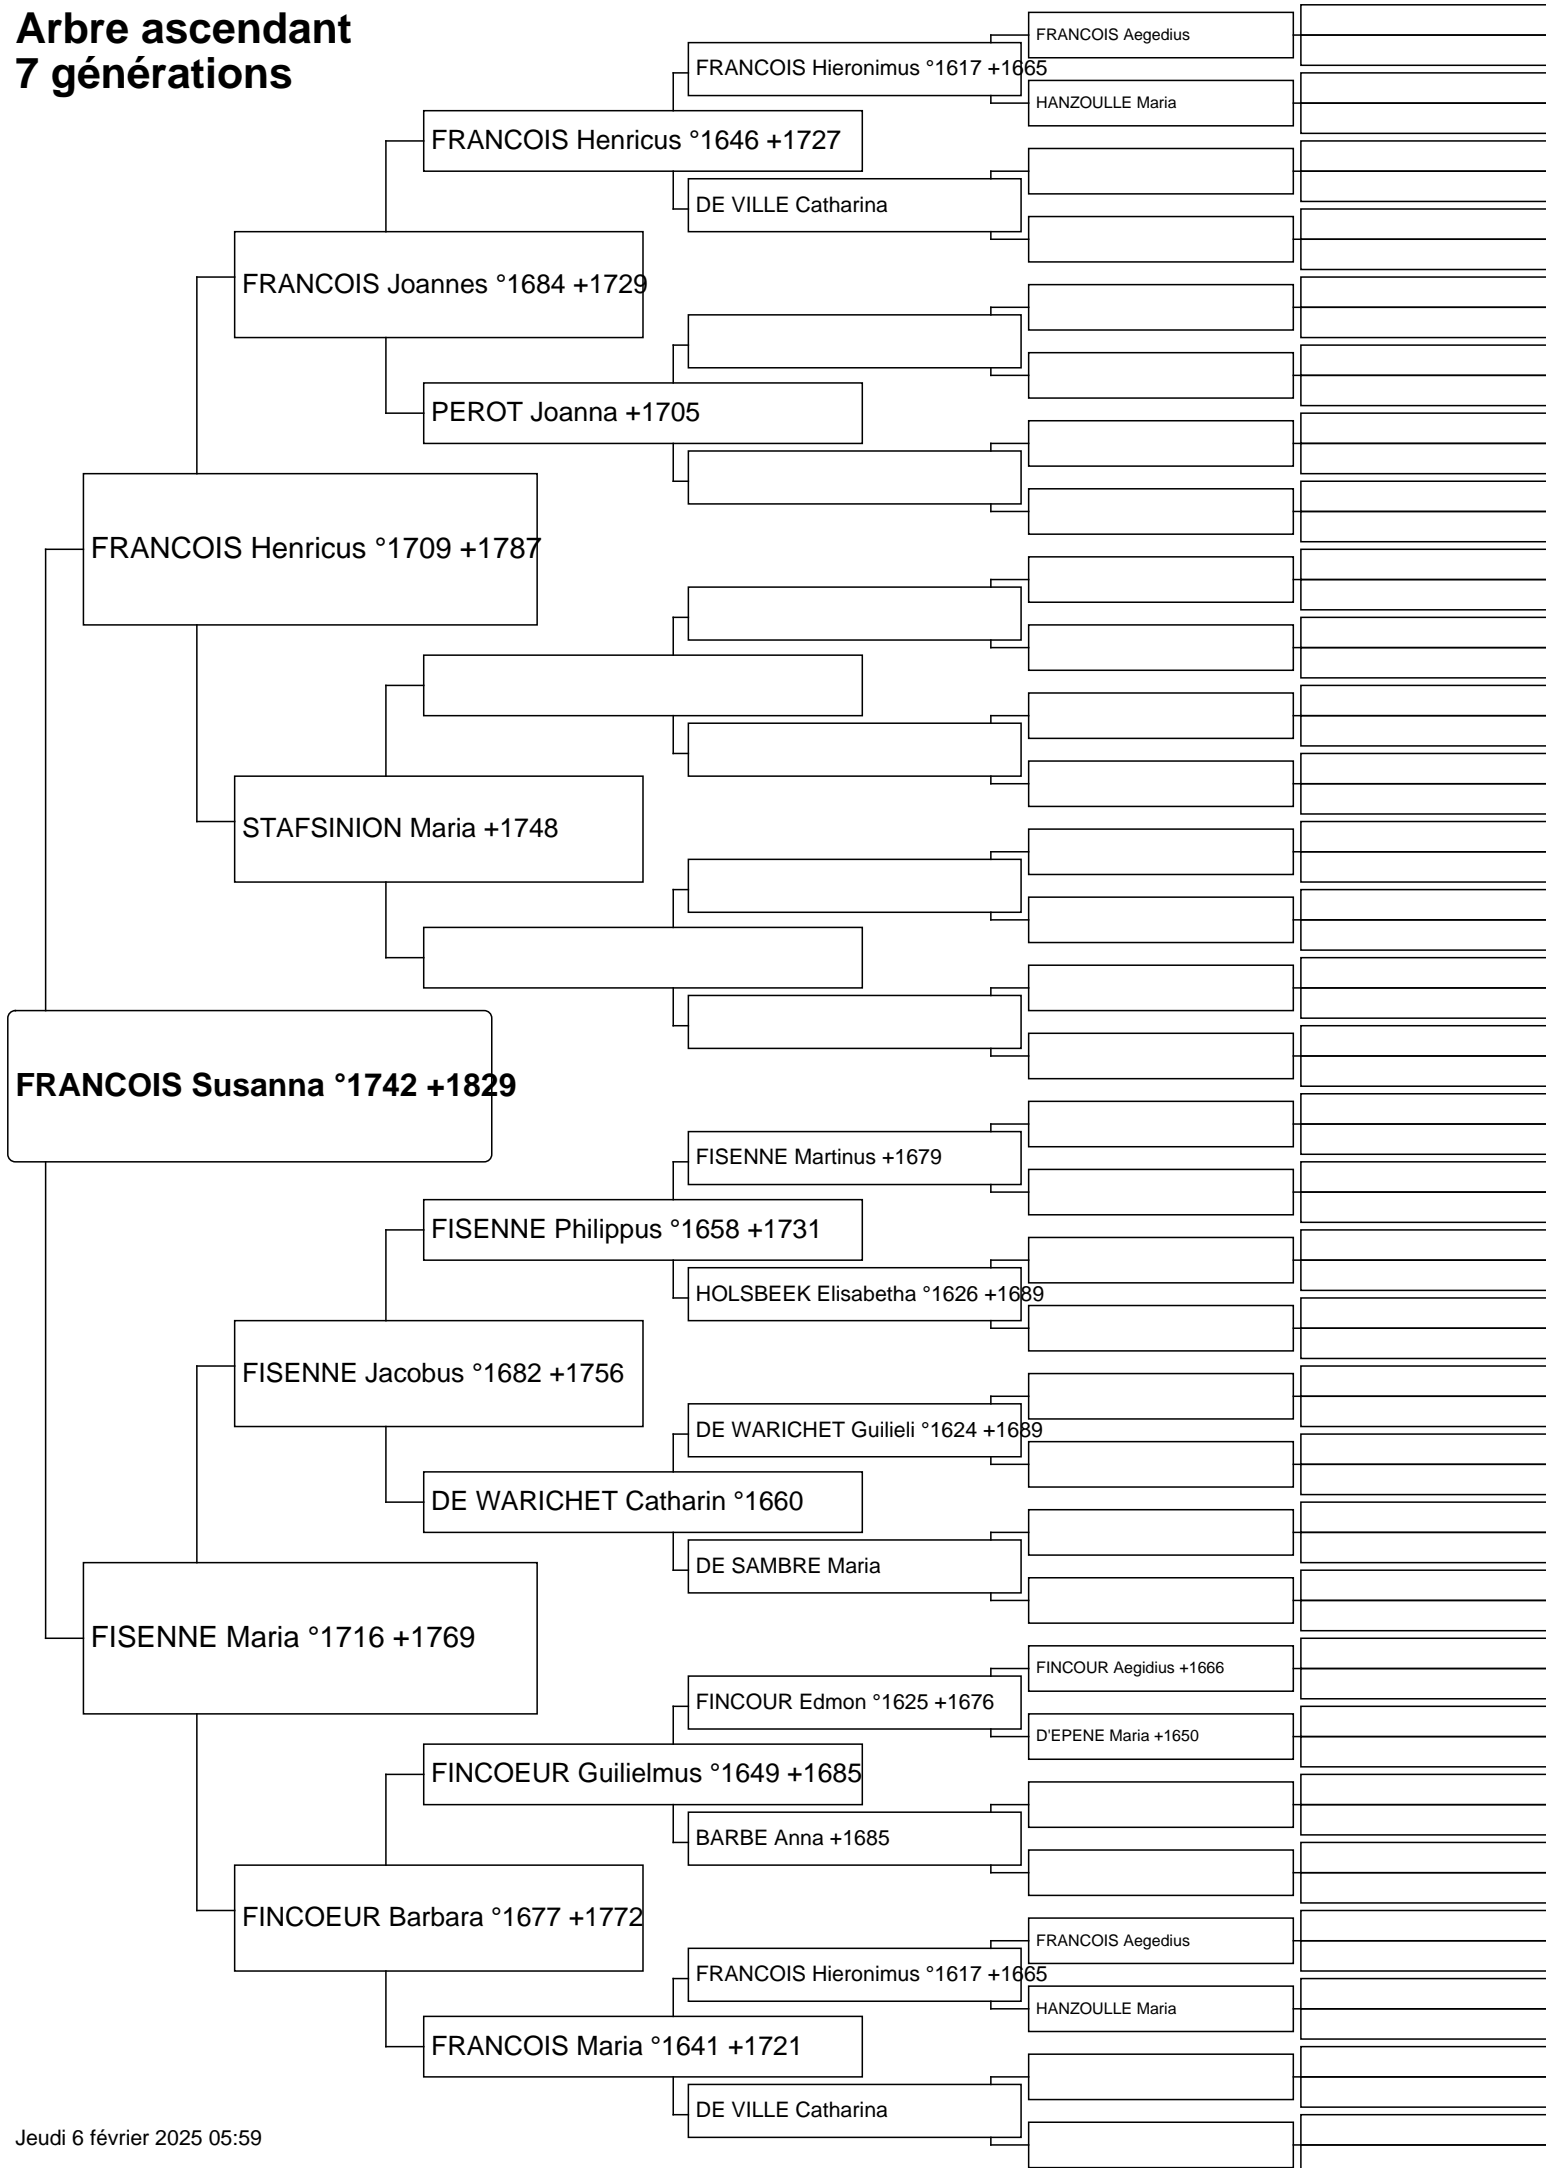 Arbre ascendant
7 générations
FRANCOIS Aegedius
FRANCOIS Hieronimus °1617 +1665
HANZOULLE Maria
FRANCOIS Henricus °1646 +1727
DE VILLE Catharina
FRANCOIS Joannes °1684 +1729
PEROT Joanna +1705
FRANCOIS Henricus °1709 +1787
STAFSINION Maria +1748
FRANCOIS Susanna °1742 +1829
FISENNE Martinus +1679
FISENNE Philippus °1658 +1731
HOLSBEEK Elisabetha °1626 +1689
FISENNE Jacobus °1682 +1756
DE WARICHET Guilieli °1624 +1689
DE WARICHET Catharin °1660
DE SAMBRE Maria
FISENNE Maria °1716 +1769
FINCOUR Aegidius +1666
FINCOUR Edmon °1625 +1676
D'EPENE Maria +1650
FINCOEUR Guilielmus °1649 +1685
BARBE Anna +1685
FINCOEUR Barbara °1677 +1772
FRANCOIS Aegedius
FRANCOIS Hieronimus °1617 +1665
HANZOULLE Maria
FRANCOIS Maria °1641 +1721
DE VILLE Catharina
Jeudi 6 février 2025 05:59